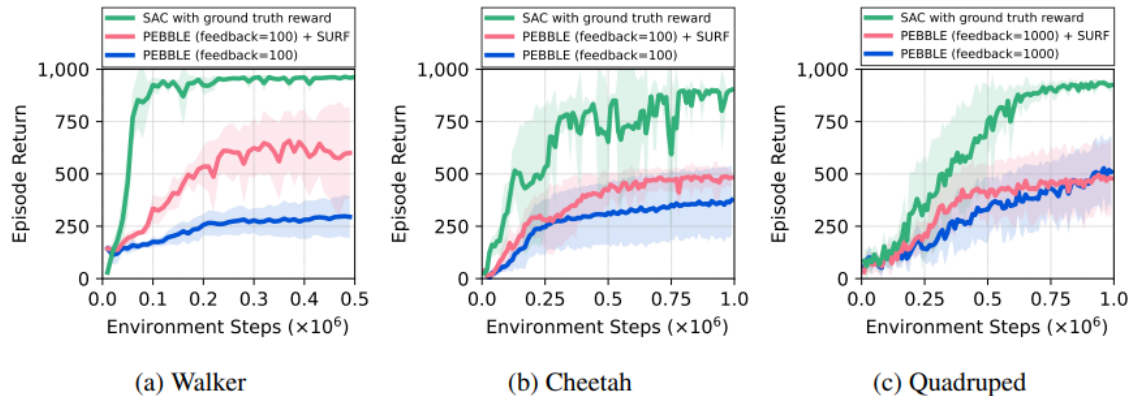 SAC with ground truth reward
PEBBLE (feedback=100) + SURF
PEBBLE (feedback=100)
1,000
750
500
250
0
Episode Return
0.0 0.1 0.2 0.3 0.4 0.5
Environment Steps (×10⁶)
(a) Walker
SAC with ground truth reward
PEBBLE (feedback=100) + SURF
PEBBLE (feedback=100)
1,000
750
500
250
0
Episode Return
0.0 0.25 0.5 0.75 1.0
Environment Steps (×10⁶)
(b) Cheetah
SAC with ground truth reward
PEBBLE (feedback=1000) + SURF
PEBBLE (feedback=1000)
1,000
750
500
250
0
Episode Return
0.0 0.25 0.5 0.75 1.0
Environment Steps (×10⁶)
(c) Quadruped